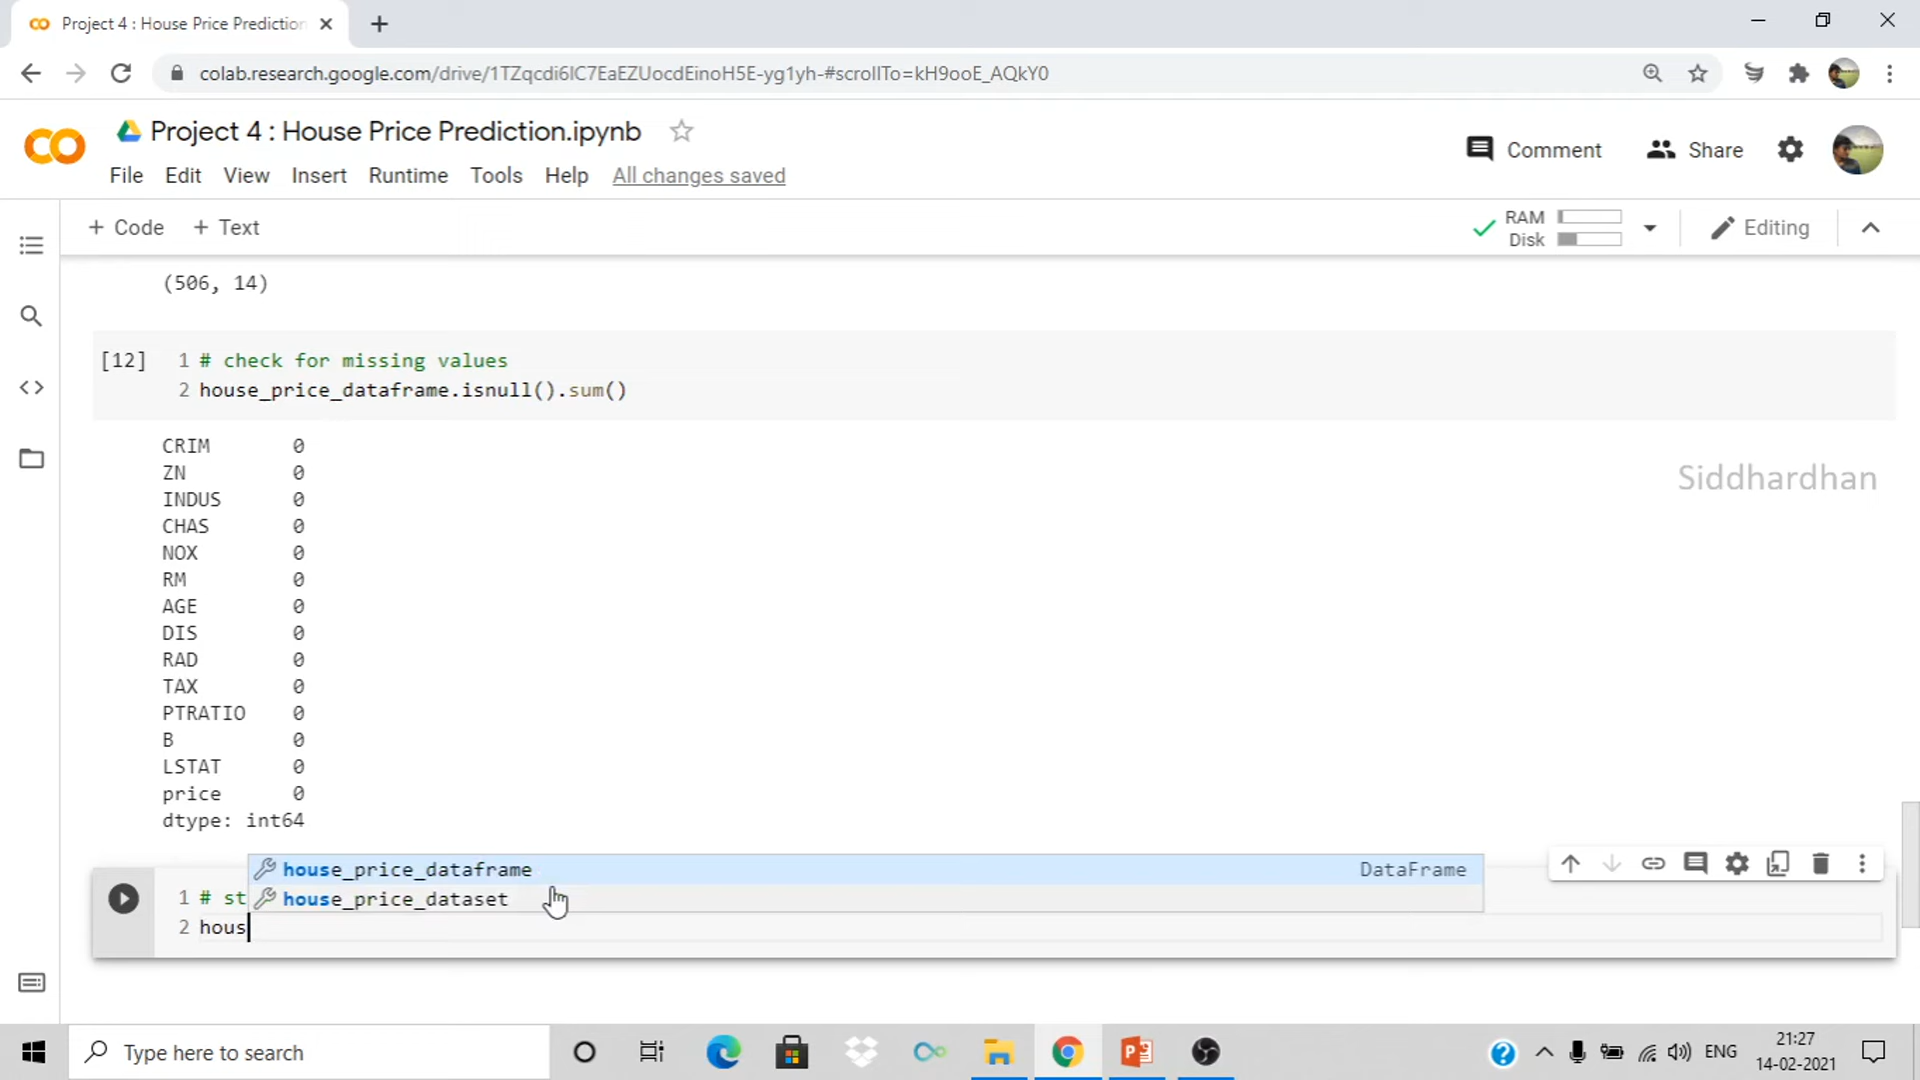 Project 4 : House Price Prediction
colab.research.google.com/drive/1TZqcdi6IC7EaEZUocdEinoH5E-yg1yh-#scrollTo=kH9ooE_AQkY0
Project 4 : House Price Prediction.ipynb
Comment
Share
File Edit View Insert Runtime Tools Help All changes saved
+ Code + Text
RAM
Disk
Editing
(506, 14)
[12] 1 # check for missing values
2 house_price_dataframe.isnull().sum()
CRIM 0
ZN 0
INDUS 0
CHAS 0
NOX 0
RM 0
AGE 0
DIS 0
RAD 0
TAX 0
PTRATIO 0
B 0
LSTAT 0
price 0
dtype: int64
Siddhardhan
house_price_dataframe DataFrame
house_price_dataset
1 # st
2 hous
Type here to search
ENG
21:27
14-02-2021